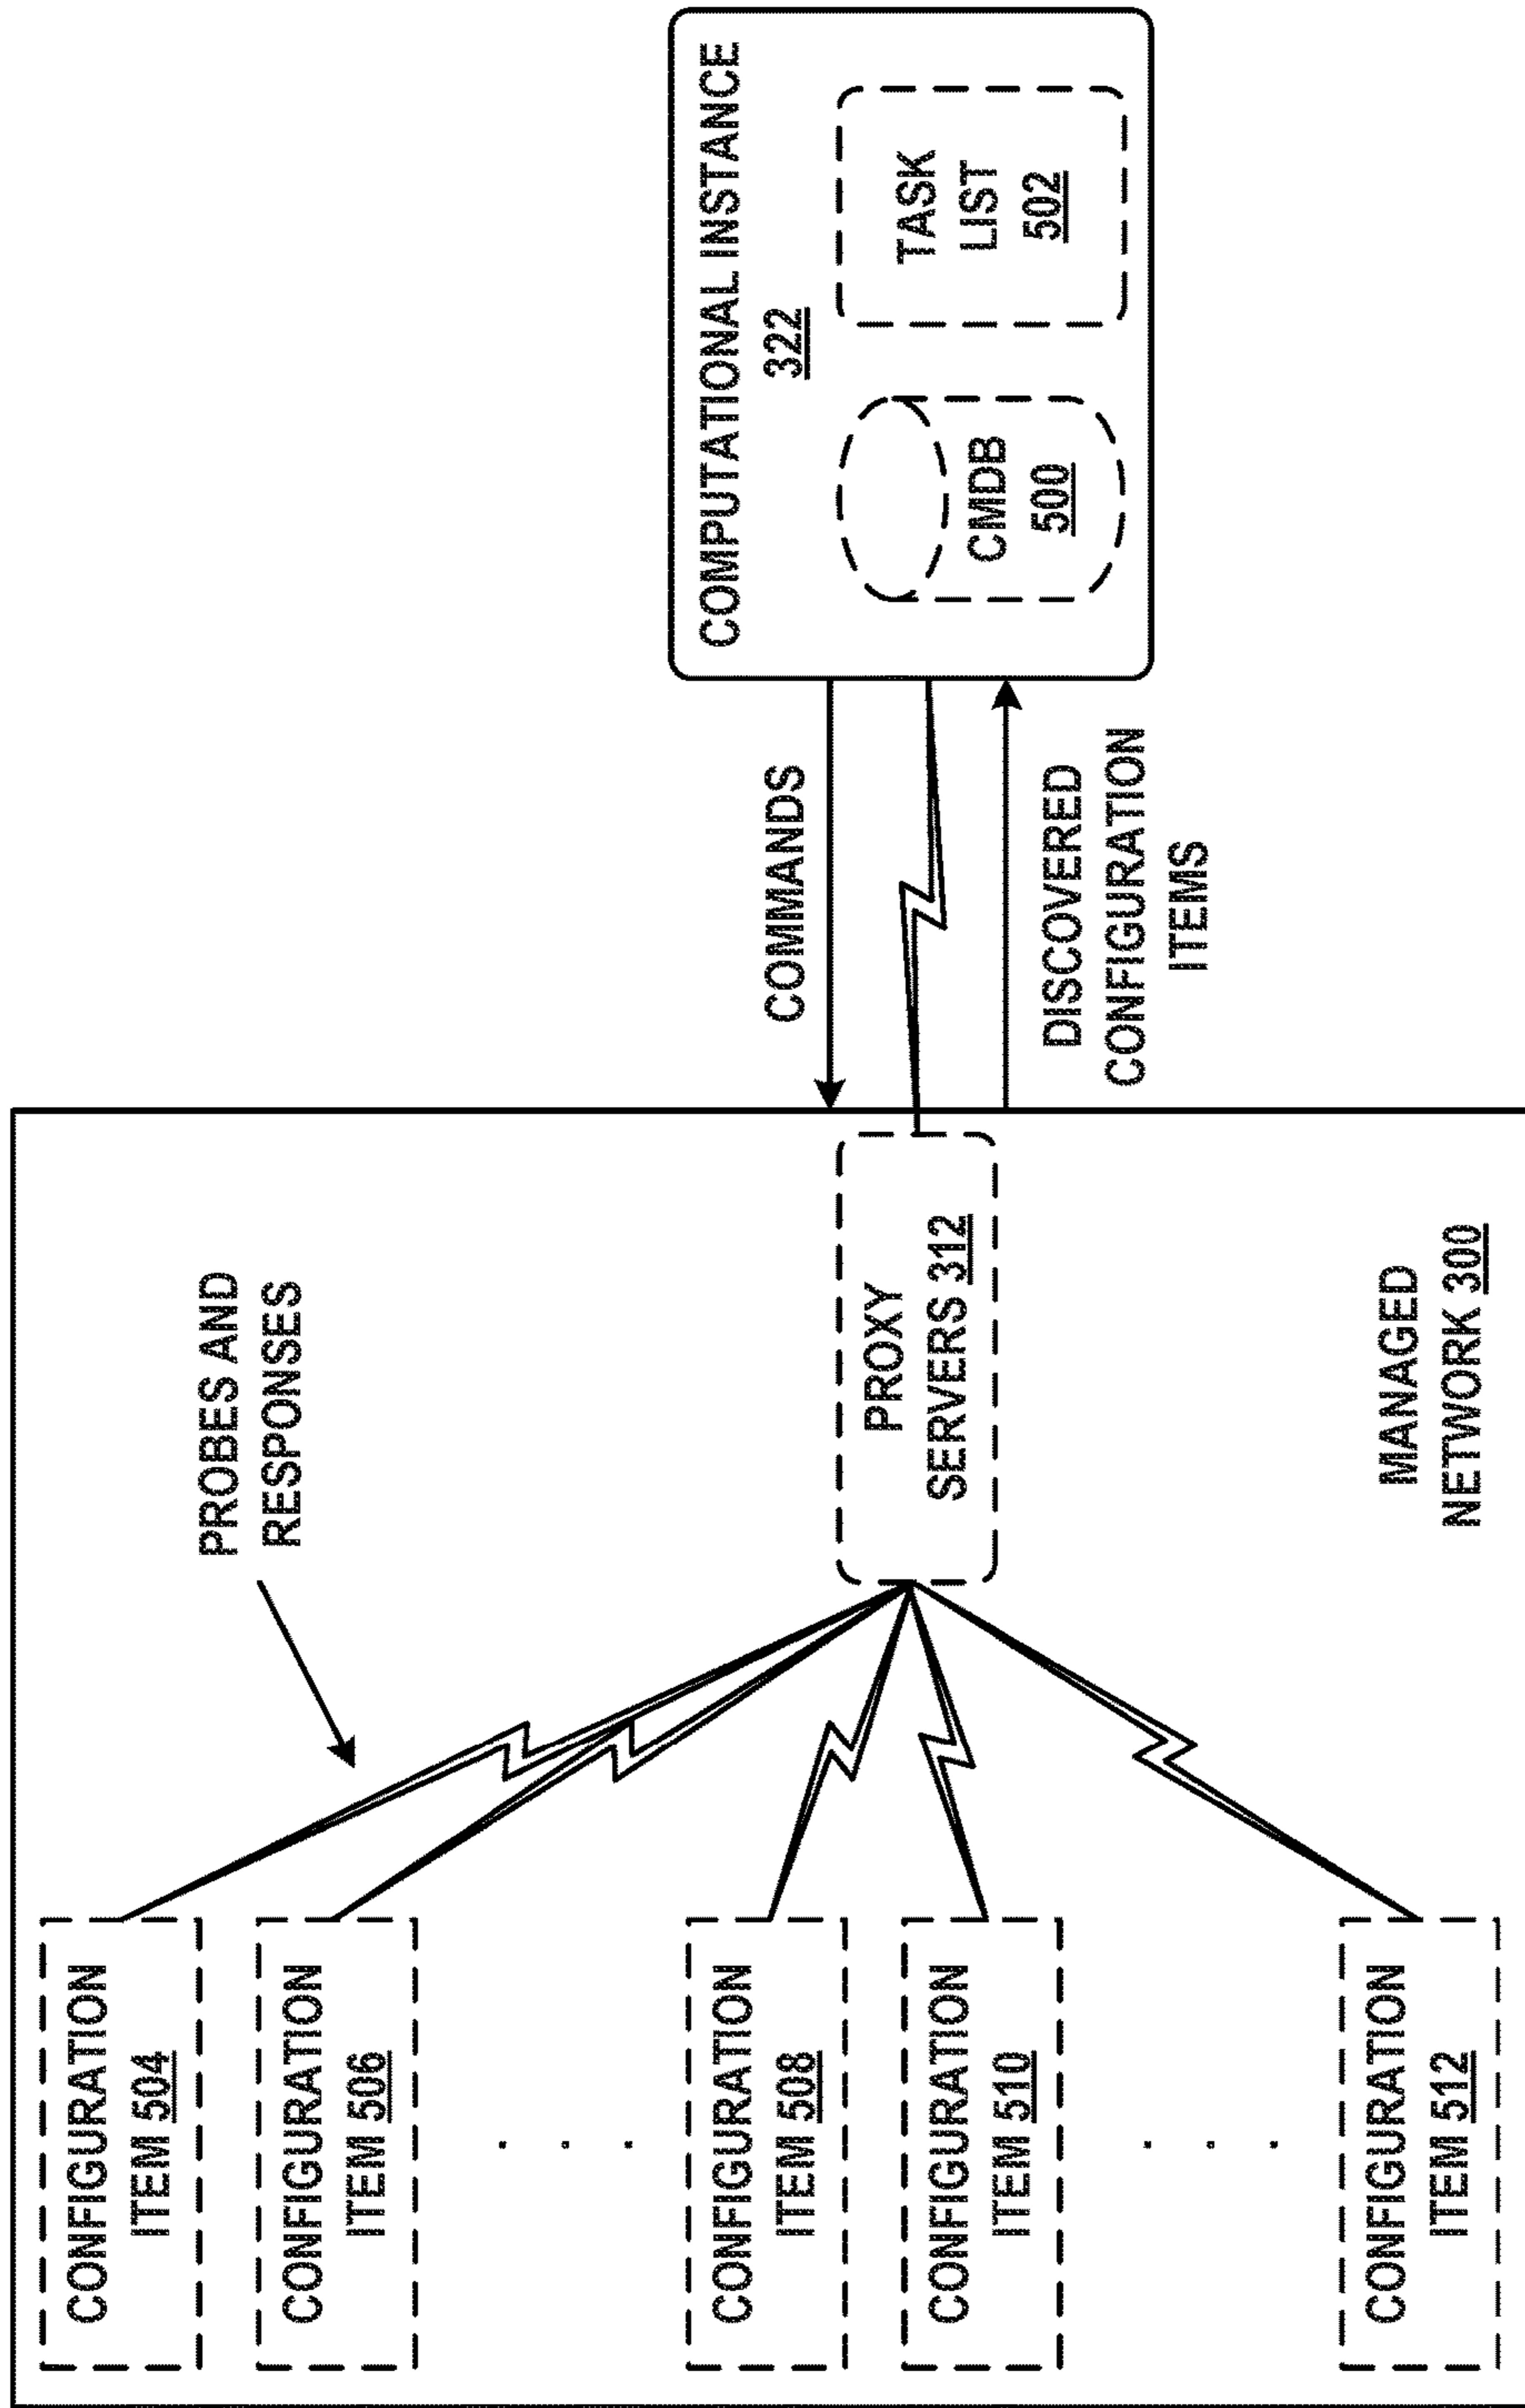 COMPUTATIONAL INSTANCE
322
CMDB
500
TASK
LIST
502
COMMANDS
DISCOVERED
CONFIGURATION
ITEMS
PROBES AND
RESPONSES
PROXY
SERVERS 312
MANAGED
NETWORK 300
CONFIGURATION
ITEM 504
CONFIGURATION
ITEM 506
. . .
CONFIGURATION
ITEM 508
CONFIGURATION
ITEM 510
. . .
CONFIGURATION
ITEM 512